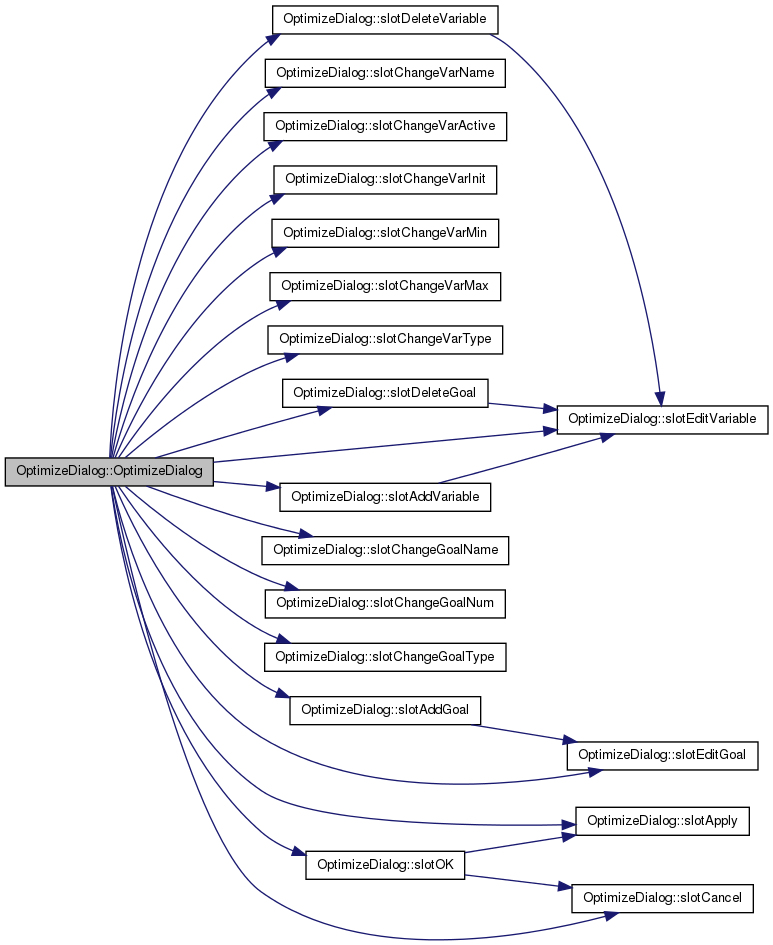 OptimizeDialog::slotDeleteVariable
OptimizeDialog::slotChangeVarName
OptimizeDialog::slotChangeVarActive
OptimizeDialog::slotChangeVarInit
OptimizeDialog::slotChangeVarMin
OptimizeDialog::slotChangeVarMax
OptimizeDialog::slotChangeVarType
OptimizeDialog::slotDeleteGoal
OptimizeDialog::slotEditVariable
OptimizeDialog::OptimizeDialog
OptimizeDialog::slotAddVariable
OptimizeDialog::slotChangeGoalName
OptimizeDialog::slotChangeGoalNum
OptimizeDialog::slotChangeGoalType
OptimizeDialog::slotAddGoal
OptimizeDialog::slotEditGoal
OptimizeDialog::slotApply
OptimizeDialog::slotOK
OptimizeDialog::slotCancel